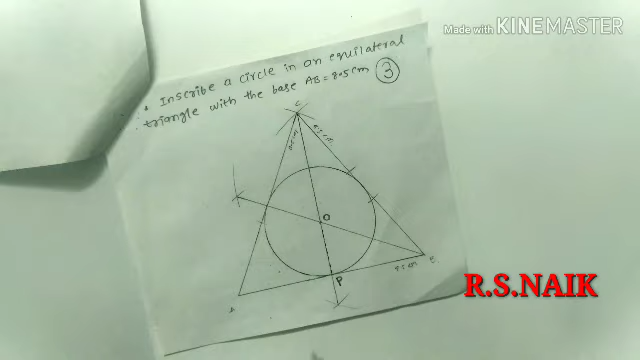 Made with KINEMASTER
• Inscribe a circle in an equilateral
triangle with the base AB = 8.5cm ③
C
O
P
A
B
R.S.NAIK